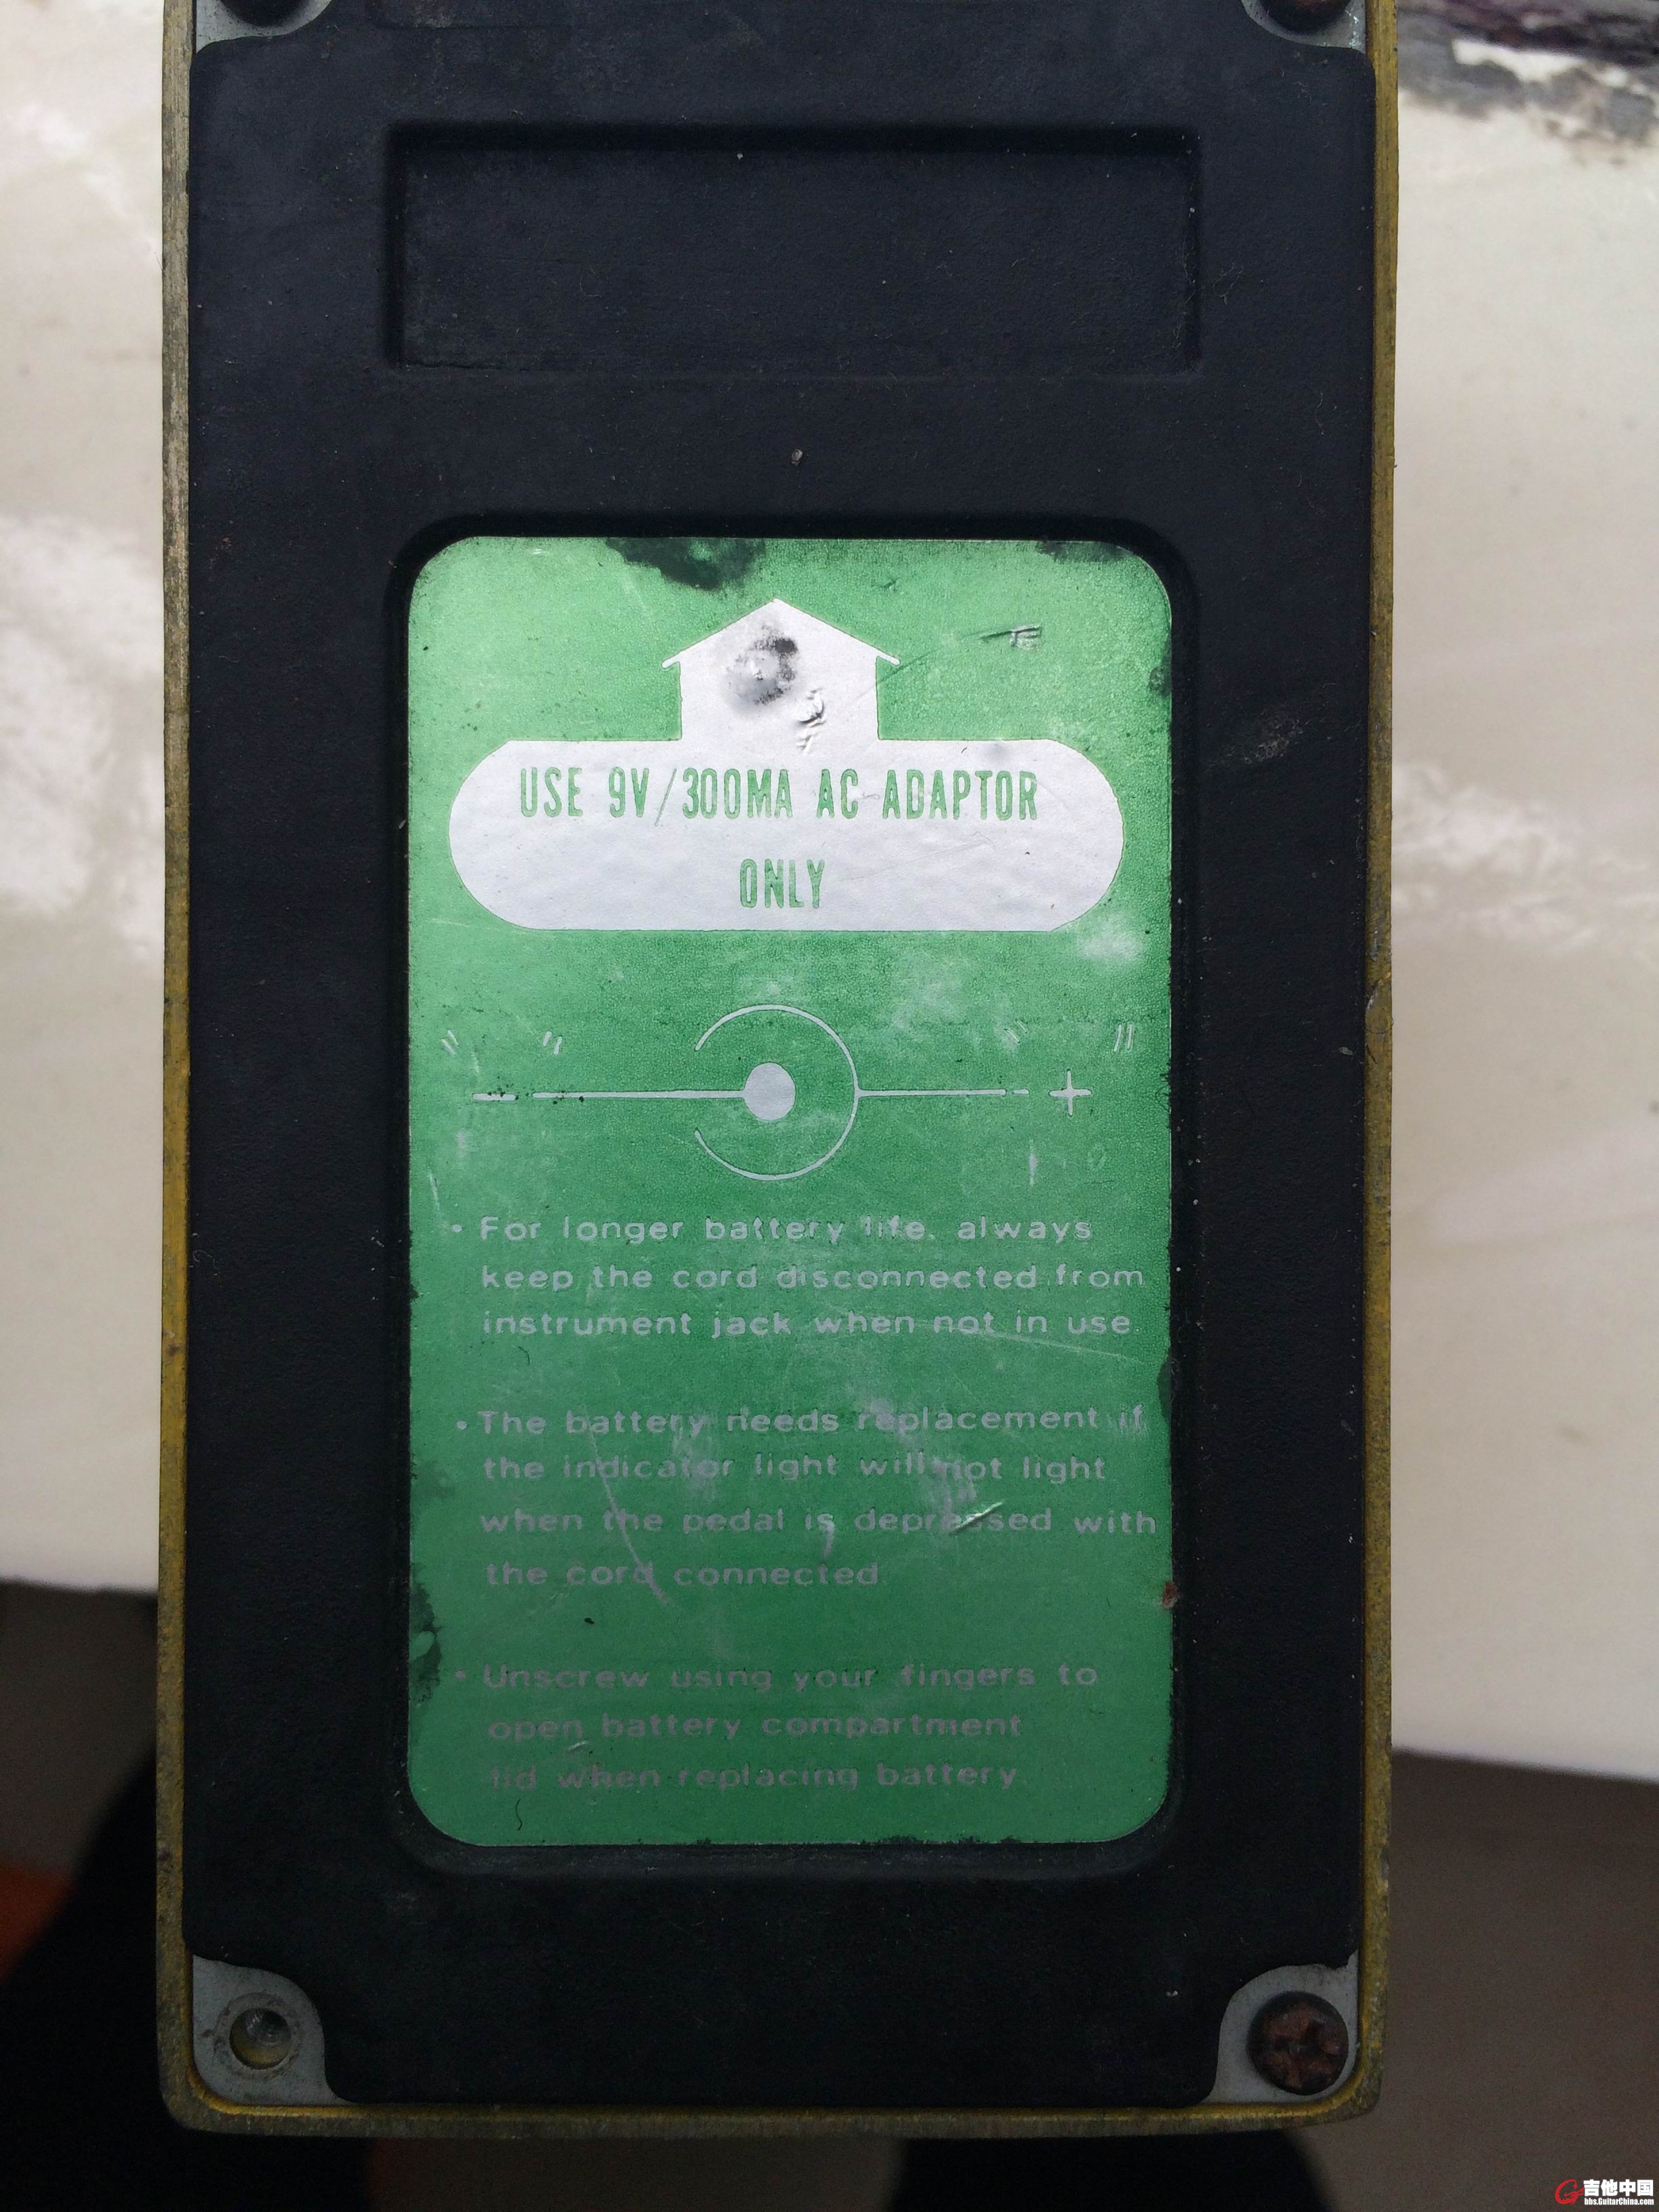 USE 9V/300MA AC ADAPTOR
ONLY
" − " " + "
• For longer battery life, always
keep the cord disconnected from
instrument jack when not in use.
• The battery needs replacement if
the indicator light will not light
when the pedal is depressed with
the cord connected.
• Unscrew using your fingers to
open battery compartment
lid when replacing battery.
吉他中国
bbs.GuitarChina.com